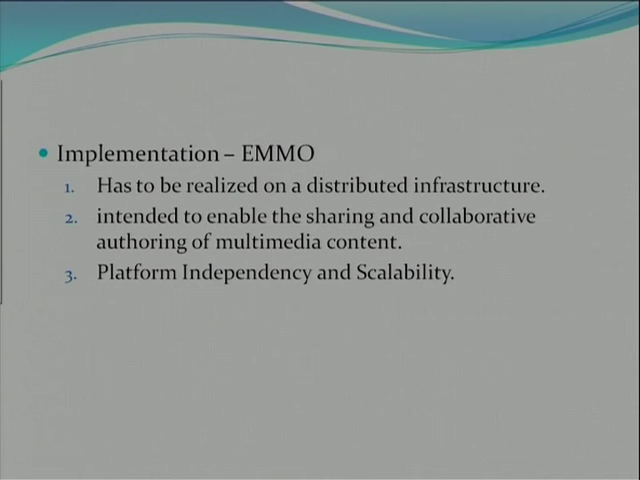 Implementation – EMMO
1. Has to be realized on a distributed infrastructure.
2. intended to enable the sharing and collaborative
authoring of multimedia content.
3. Platform Independency and Scalability.